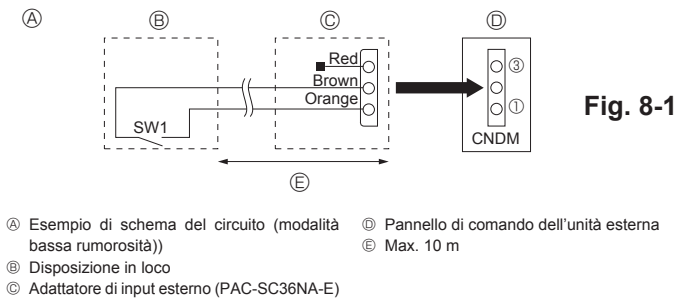 Ⓐ Ⓑ Ⓒ Ⓓ
Red
Brown
Orange
SW1
③
①
CNDM
Fig. 8-1
Ⓔ
Ⓐ Esempio di schema del circuito (modalità
bassa rumorosità))
Ⓑ Disposizione in loco
Ⓒ Adattatore di input esterno (PAC-SC36NA-E)
Ⓓ Pannello di comando dell'unità esterna
Ⓔ Max. 10 m